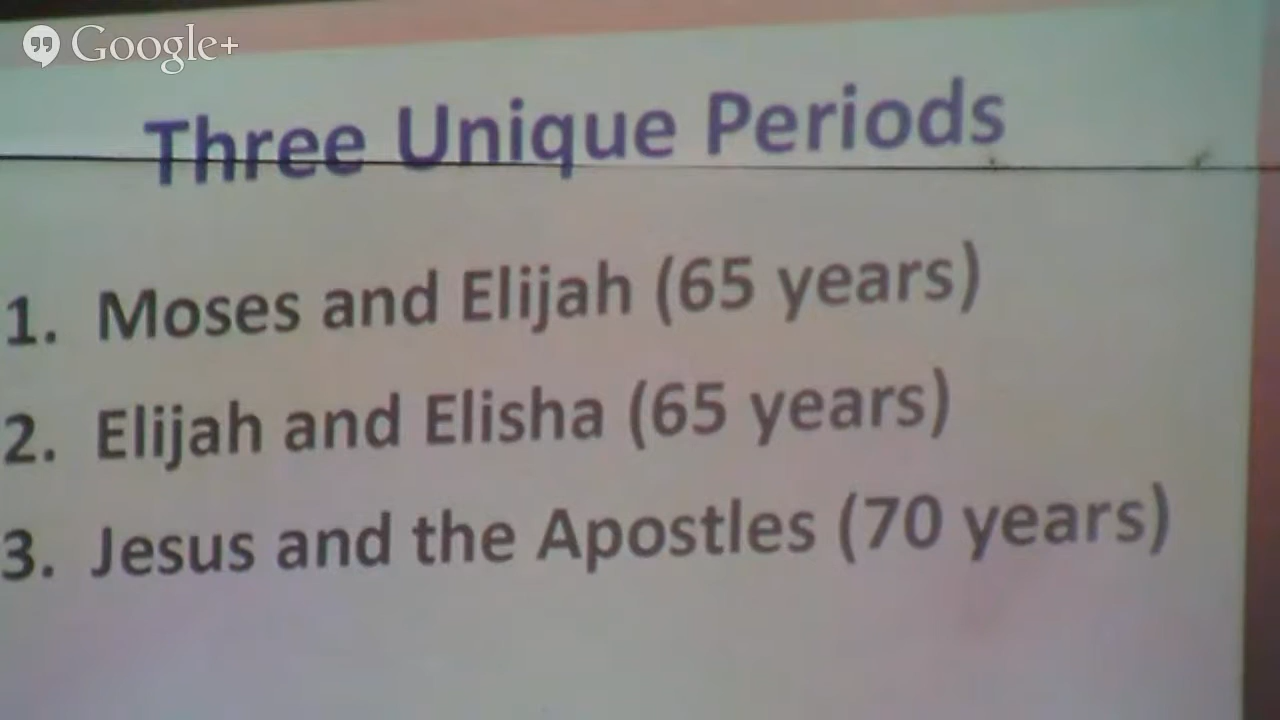 Google+
Three Unique Periods
1. Moses and Elijah (65 years)
2. Elijah and Elisha (65 years)
3. Jesus and the Apostles (70 years)